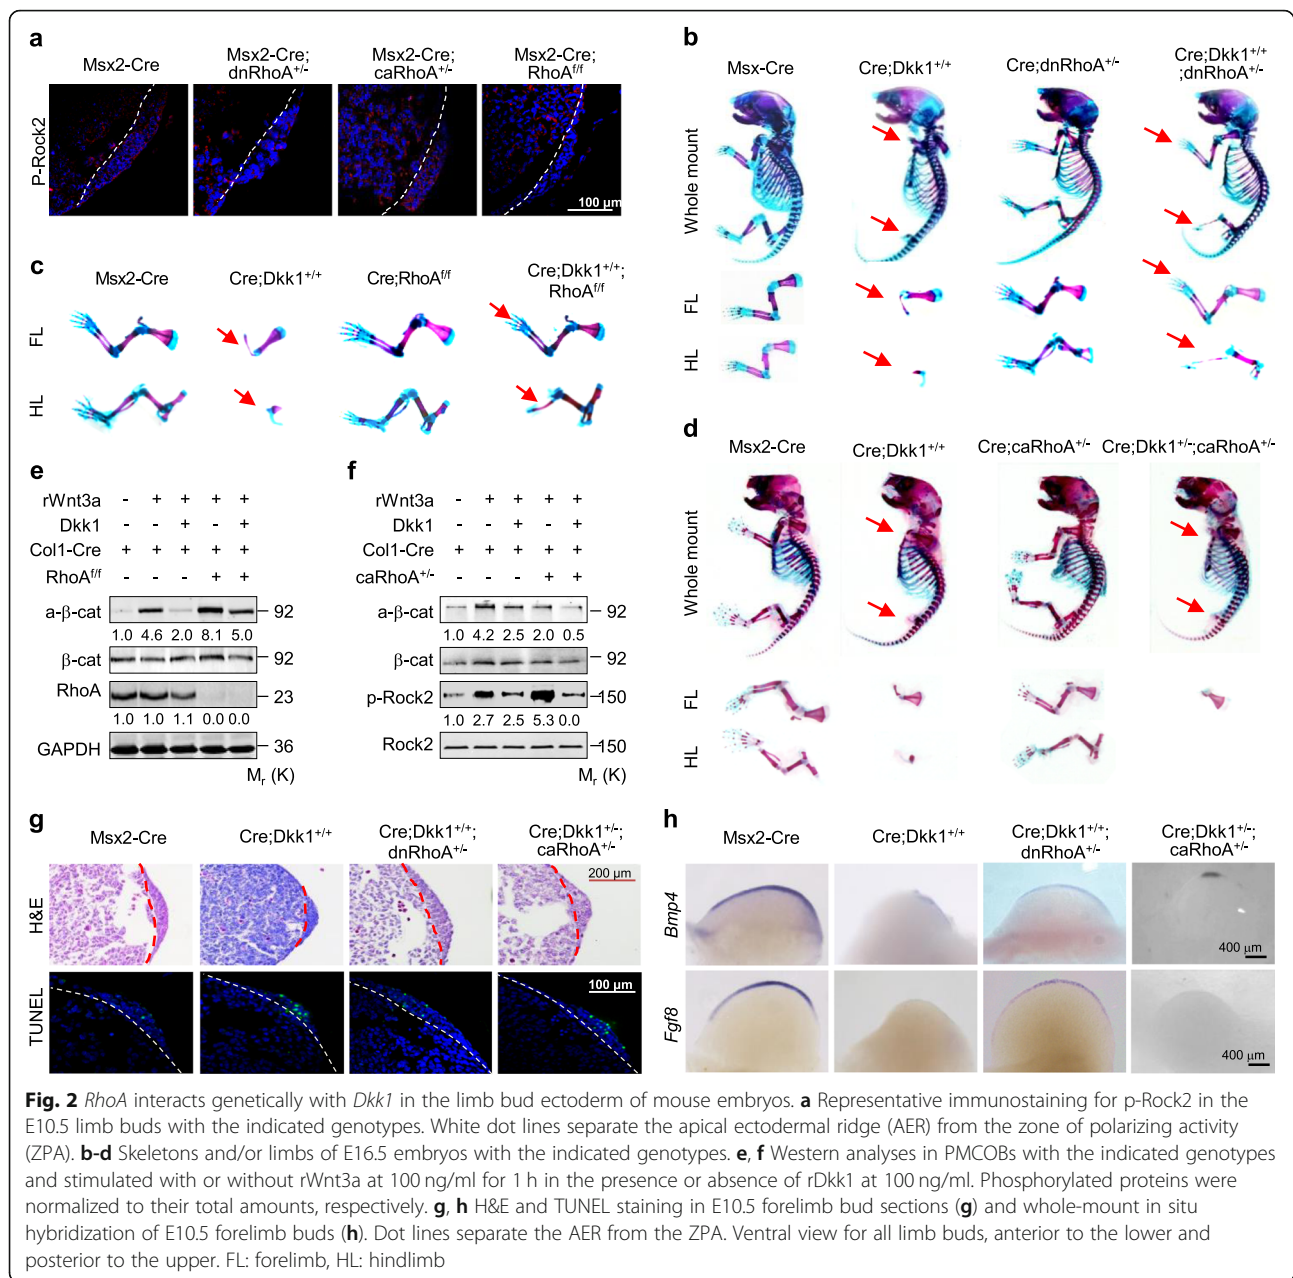 a
Msx2-Cre
Msx2-Cre;
dnRhoA+/-
Msx2-Cre;
caRhoA+/-
Msx2-Cre;
RhoAf/f
P-Rock2
100 µm
b
Msx-Cre
Cre;Dkk1+/+
Cre;dnRhoA+/-
Cre;Dkk1+/+
;dnRhoA+/-
Whole mount
FL
HL
c
Msx2-Cre
Cre;Dkk1+/+
Cre;RhoAf/f
Cre;Dkk1+/+;
RhoAf/f
FL
HL
d
Msx2-Cre
Cre;Dkk1+/+
Cre;caRhoA+/-
Cre;Dkk1+/-;caRhoA+/-
Whole mount
FL
HL
e
rWnt3a - + + + +
Dkk1 - - + - +
Col1-Cre + + + + +
RhoAf/f - - - + +
a-β-cat 92
1.0 4.6 2.0 8.1 5.0
β-cat 92
RhoA 23
1.0 1.0 1.1 0.0 0.0
GAPDH 36
Mr (K)
f
rWnt3a - + + + +
Dkk1 - - + - +
Col1-Cre + + + + +
caRhoA+/- - - - + +
a-β-cat 92
1.0 4.2 2.5 2.0 0.5
β-cat 92
p-Rock2 150
1.0 2.7 2.5 5.3 0.0
Rock2 150
Mr (K)
g
Msx2-Cre
Cre;Dkk1+/+
Cre;Dkk1+/+;
dnRhoA+/-
Cre;Dkk1+/-;
caRhoA+/-
H&E
200 µm
TUNEL
100 µm
h
Msx2-Cre
Cre;Dkk1+/+
Cre;Dkk1+/+;
dnRhoA+/-
Cre;Dkk1+/-;
caRhoA+/-
Bmp4
400 µm
Fgf8
400 µm
Fig. 2 RhoA interacts genetically with Dkk1 in the limb bud ectoderm of mouse embryos. a Representative immunostaining for p-Rock2 in the
E10.5 limb buds with the indicated genotypes. White dot lines separate the apical ectodermal ridge (AER) from the zone of polarizing activity
(ZPA). b-d Skeletons and/or limbs of E16.5 embryos with the indicated genotypes. e, f Western analyses in PMCOBs with the indicated genotypes
and stimulated with or without rWnt3a at 100 ng/ml for 1 h in the presence or absence of rDkk1 at 100 ng/ml. Phosphorylated proteins were
normalized to their total amounts, respectively. g, h H&E and TUNEL staining in E10.5 forelimb bud sections (g) and whole-mount in situ
hybridization of E10.5 forelimb buds (h). Dot lines separate the AER from the ZPA. Ventral view for all limb buds, anterior to the lower and
posterior to the upper. FL: forelimb, HL: hindlimb